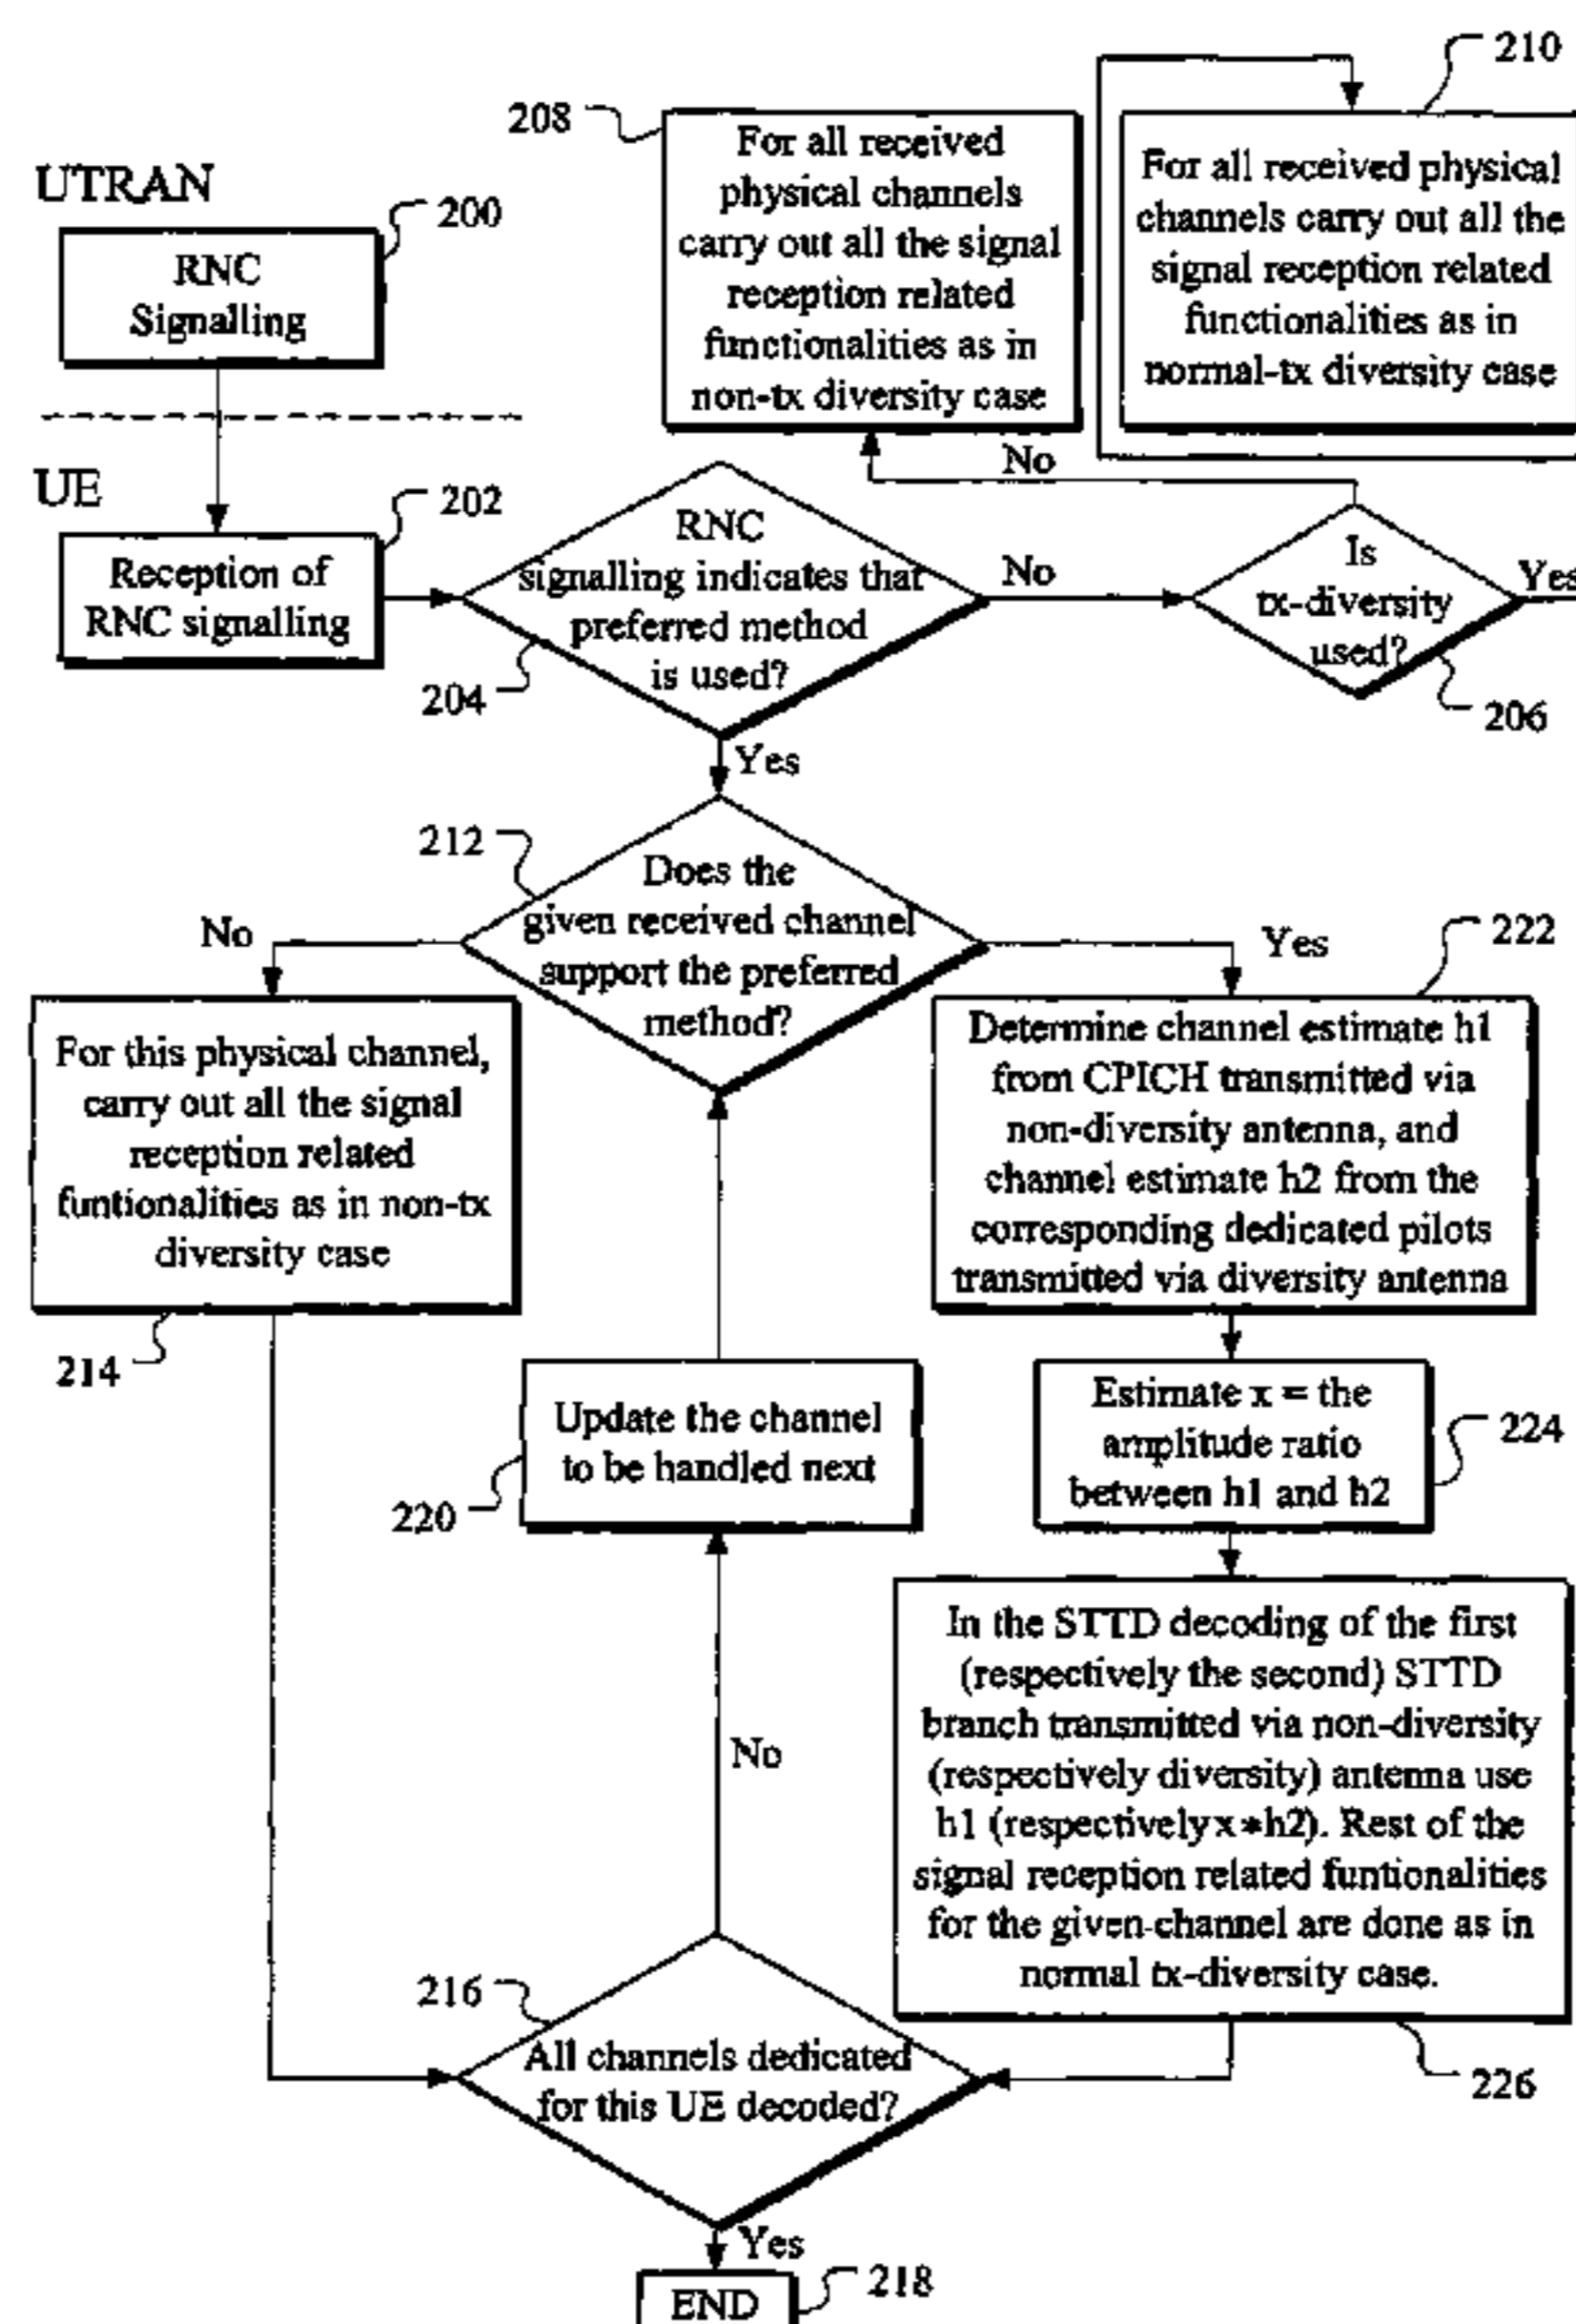 UTRAN
200
RNC
Signalling
UE
202
Reception of
RNC signalling
208
For all received
physical channels
carry out all the signal
reception related
functionalities as in
non-tx diversity case
210
For all received physical
channels carry out all the
signal reception related
functionalities as in
normal-tx diversity case
RNC
signalling indicates that
preferred method
is used?
204
No
Is
tx-diversity
used?
206
No
Yes
Yes
212
Does the
given received channel
support the preferred
method?
No
Yes
For this physical channel,
carry out all the signal
reception related
funtionalities as in non-tx
diversity case
214
222
Determine channel estimate h1
from CPICH transmitted via
non-diversity antenna, and
channel estimate h2 from the
corresponding dedicated pilots
transmitted via diversity antenna
Update the channel
to be handled next
220
Estimate x = the
amplitude ratio
between h1 and h2
224
In the STTD decoding of the first
(respectively the second) STTD
branch transmitted via non-diversity
(respectively diversity) antenna use
h1 (respectively x*h2). Rest of the
signal reception related funtionalities
for the given-channel are done as in
normal tx-diversity case.
226
No
216
All channels dedicated
for this UE decoded?
Yes
END
218